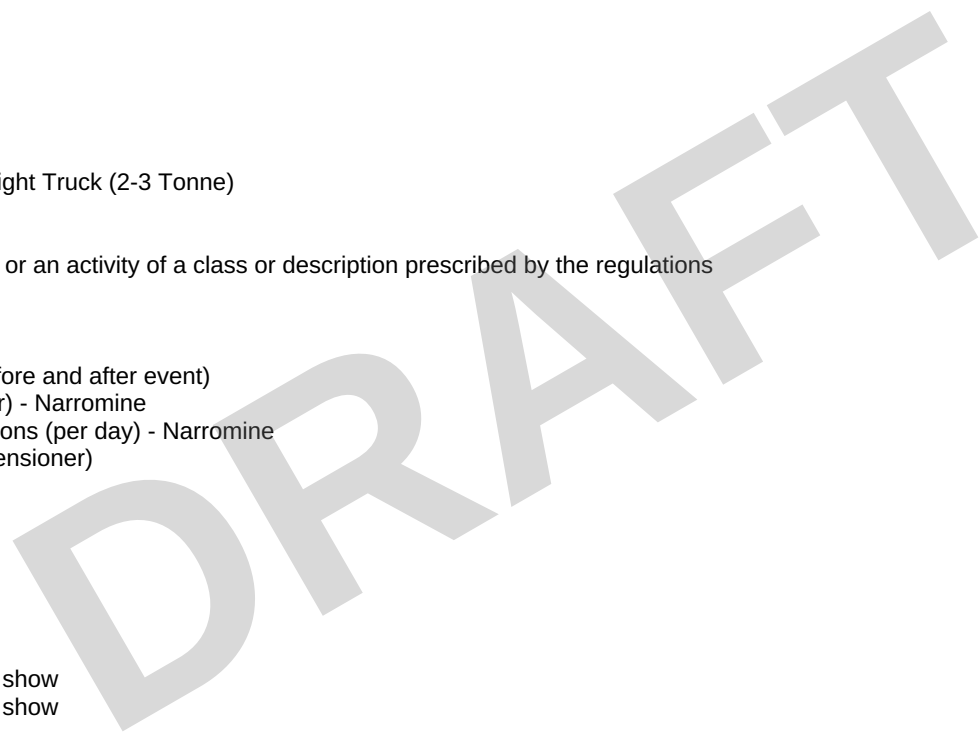 ight Truck (2-3 Tonne)
or an activity of a class or description prescribed by the regulations
fore and after event)
r) - Narromine
ons (per day) - Narromine
ensioner)
show
show
DRAFT